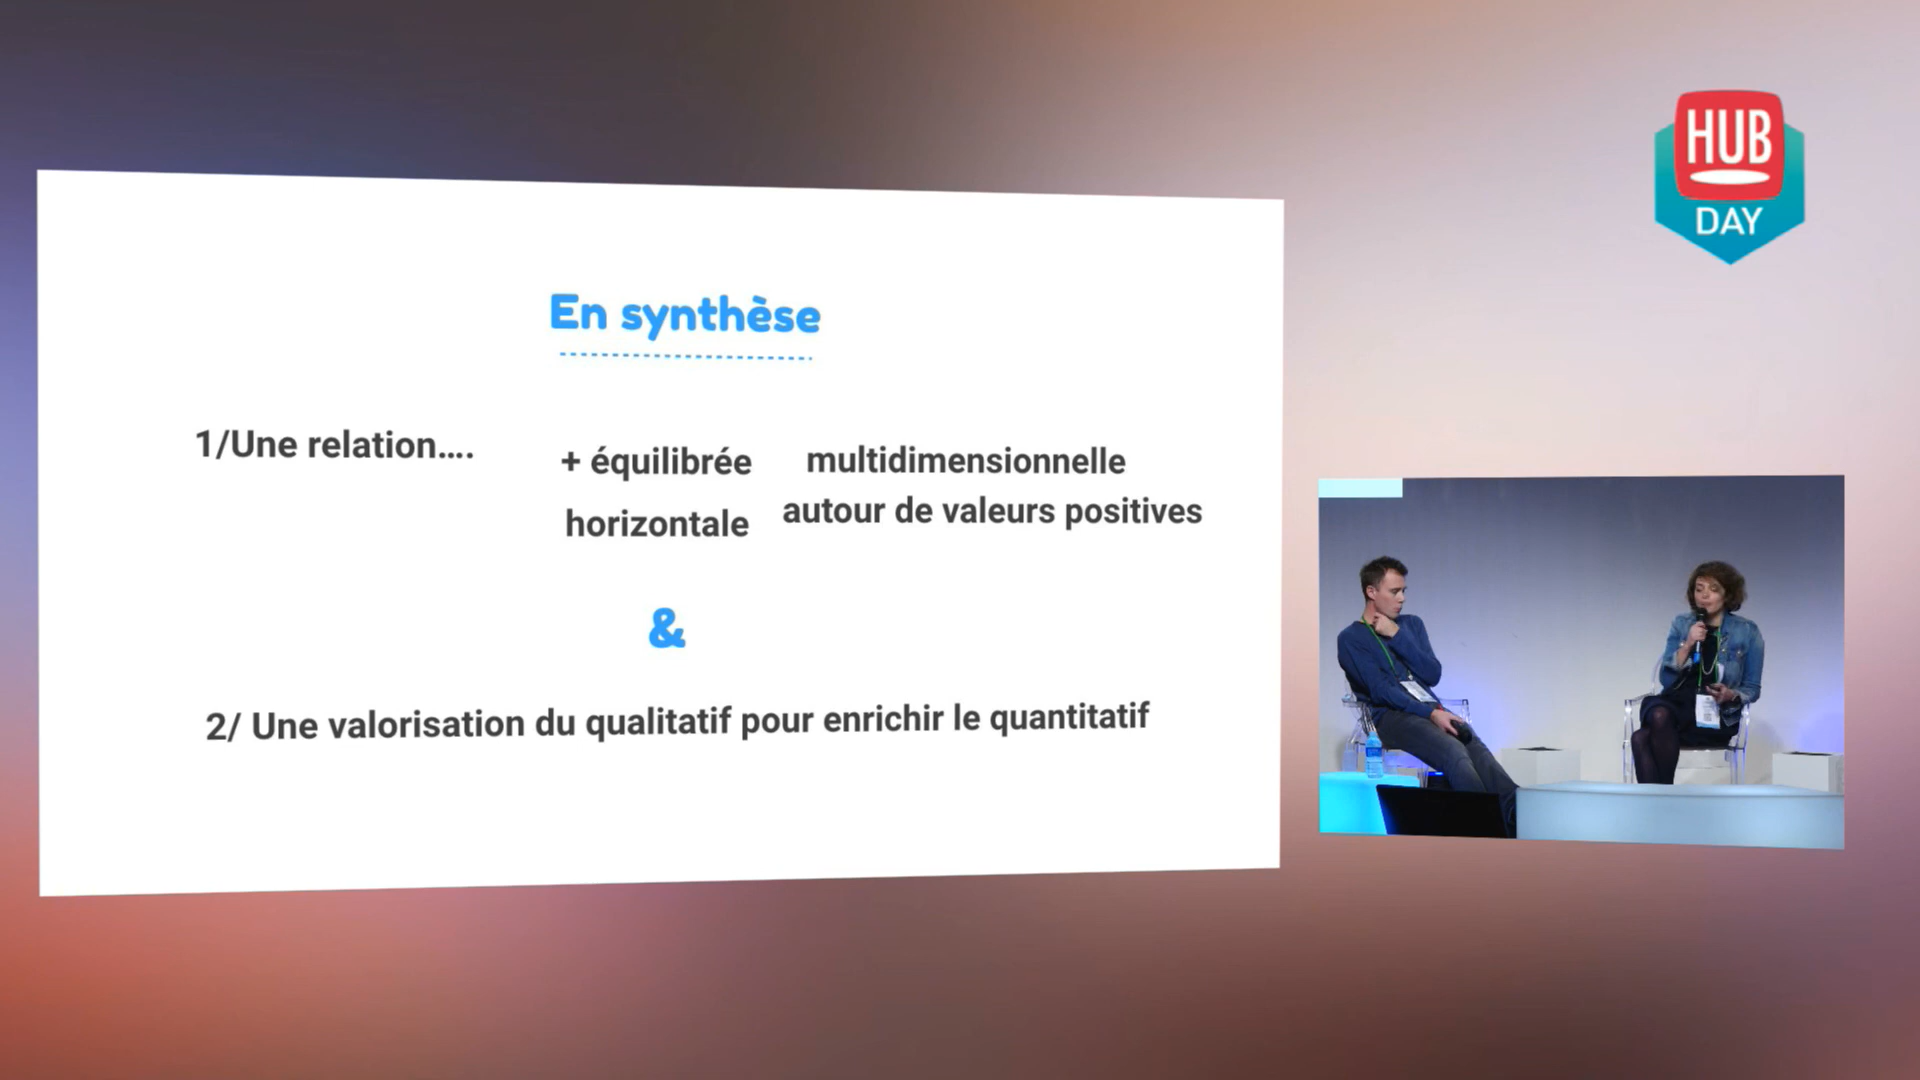 HUB
DAY
En synthèse
1/Une relation....
+ équilibrée
multidimensionnelle
horizontale
autour de valeurs positives
&
2/ Une valorisation du qualitatif pour enrichir le quantitatif